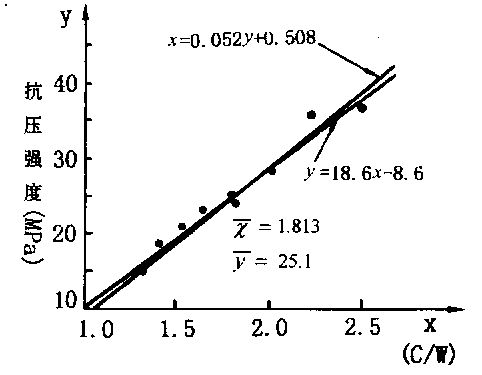 y
x=0.052y+0.508
40
30
20
10
抗压强度(MPa)
y=18.6x-8.6
χ̄ = 1.813
ȳ = 25.1
1.0 1.5 2.0 2.5 x
(C/W)